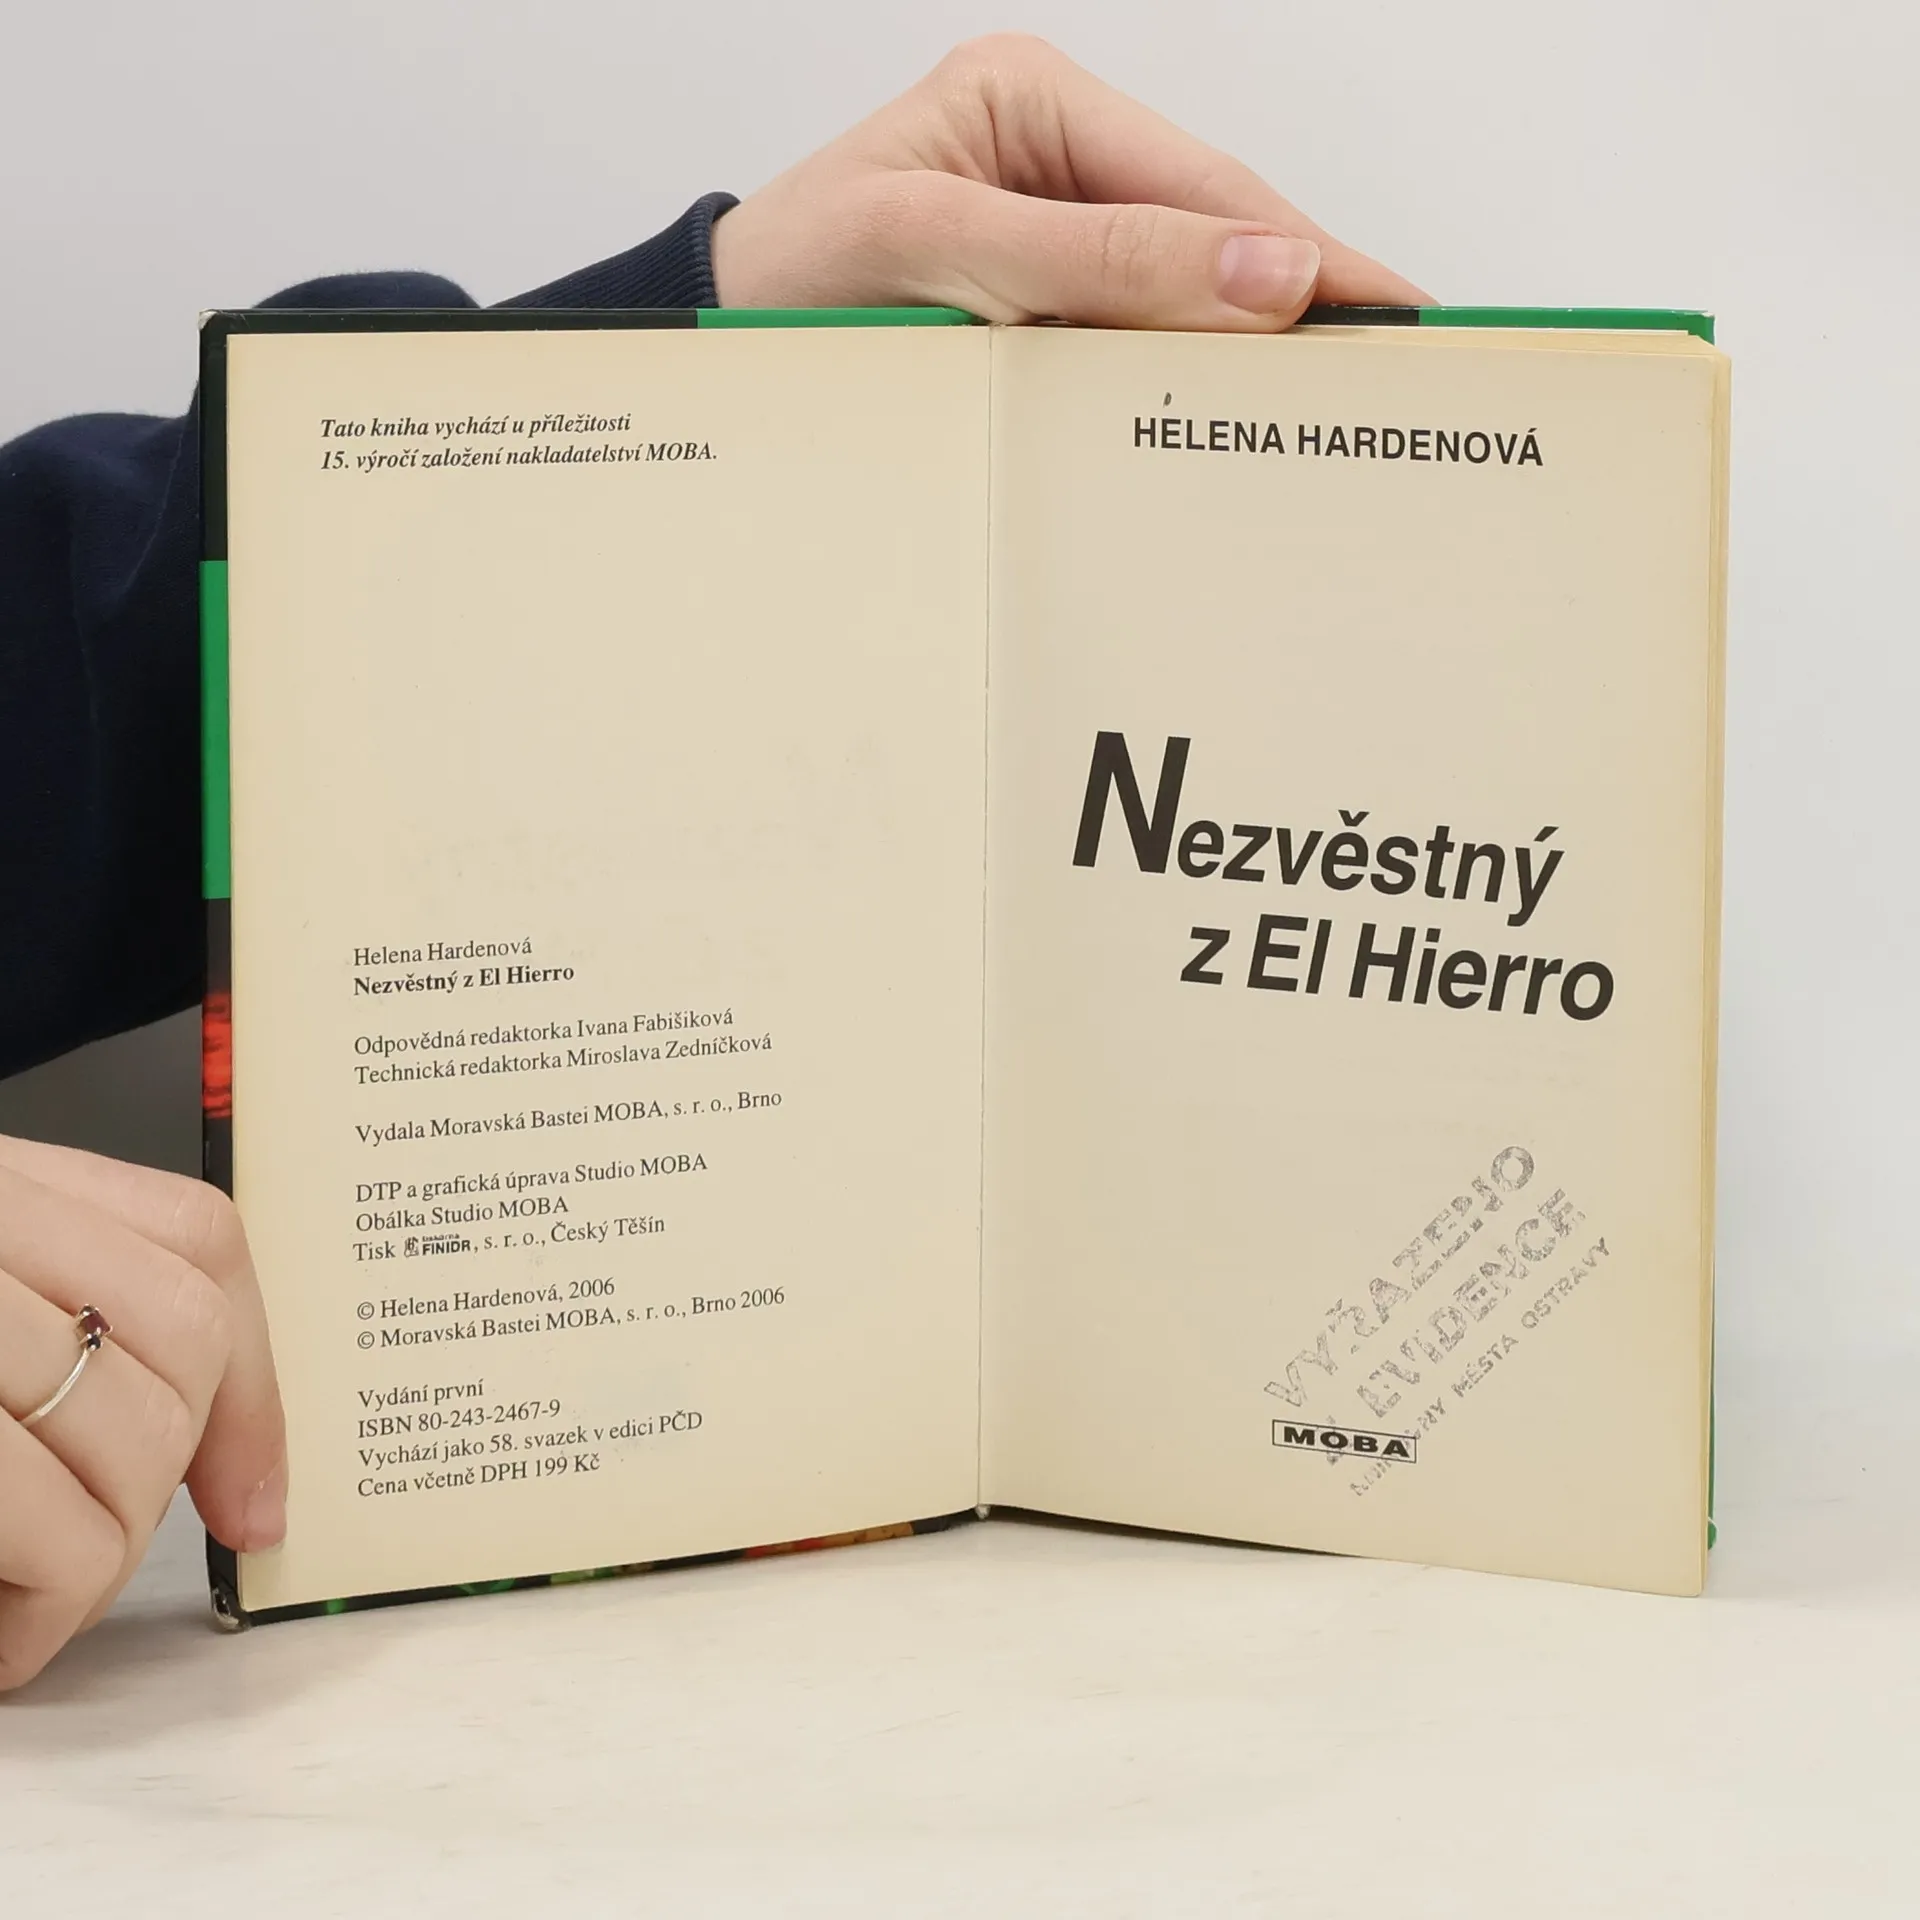 Tato kniha vychází u příležitosti
15. výročí založení nakladatelství MOBA.
Helena Hardenová
Nezvěstný z El Hierro
Odpovědná redaktorka Ivana Fabišiková
Technická redaktorka Miroslava Zedníčková
Vydala Moravská Bastei MOBA, s. r. o., Brno
DTP a grafická úprava Studio MOBA
Obálka Studio MOBA
Tisk FINIDR, s. r. o., Český Těšín
© Helena Hardenová, 2006
© Moravská Bastei MOBA, s. r. o., Brno 2006
Vydání první
ISBN 80-243-2467-9
Vychází jako 58. svazek v edici PČD
Cena včetně DPH 199 Kč
HELENA HARDENOVÁ
Nezvěstný
z El Hierro
VYŘAZENO
EVIDENCE
MĚSTA OSTRAVY
MOBA